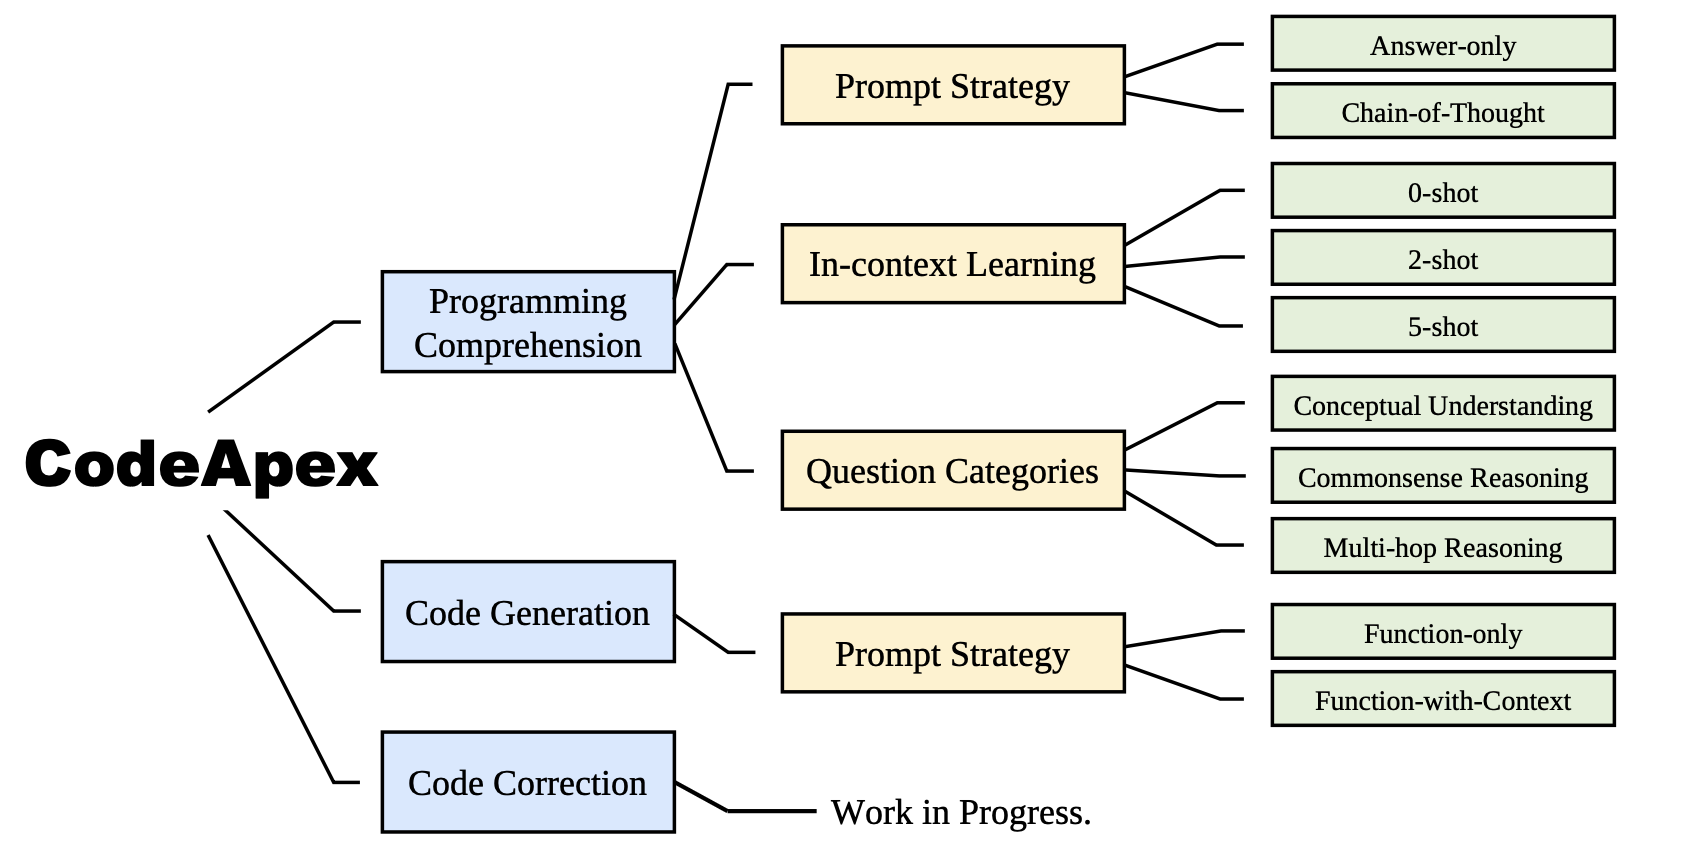 CodeApex
Programming
Comprehension
Prompt Strategy
Answer-only
Chain-of-Thought
In-context Learning
0-shot
2-shot
5-shot
Question Categories
Conceptual Understanding
Commonsense Reasoning
Multi-hop Reasoning
Code Generation
Prompt Strategy
Function-only
Function-with-Context
Code Correction
Work in Progress.